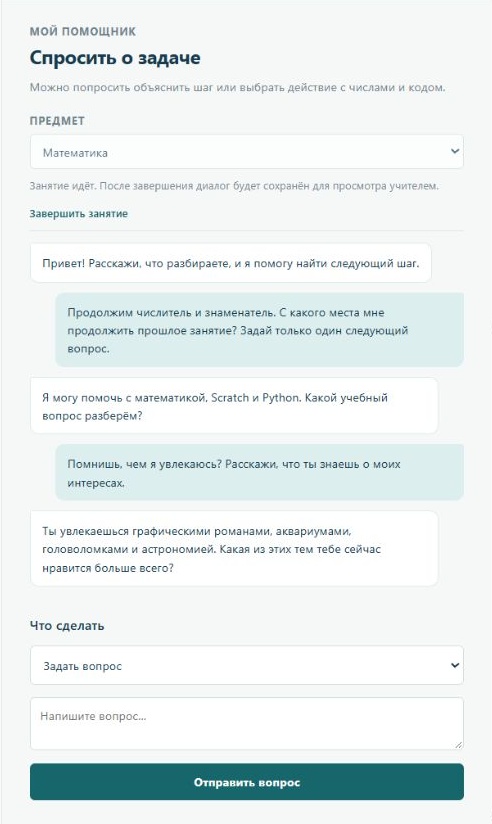 МОЙ ПОМОЩНИК
Спросить о задаче
Можно попросить объяснить шаг или выбрать действие с числами и кодом.
ПРЕДМЕТ
Математика
Занятие идёт. После завершения диалог будет сохранён для просмотра учителем.
Завершить занятие
Привет! Расскажи, что разбираете, и я помогу найти следующий шаг.
Продолжим числитель и знаменатель. С какого места мне
продолжить прошлое занятие? Задай только один следующий
вопрос.
Я могу помочь с математикой, Scratch и Python. Какой учебный
вопрос разберём?
Помнишь, чем я увлекаюсь? Расскажи, что ты знаешь о моих
интересах.
Ты увлекаешься графическими романами, аквариумами,
головоломками и астрономией. Какая из этих тем тебе сейчас
нравится больше всего?
Что сделать
Задать вопрос
Напишите вопрос...
Отправить вопрос